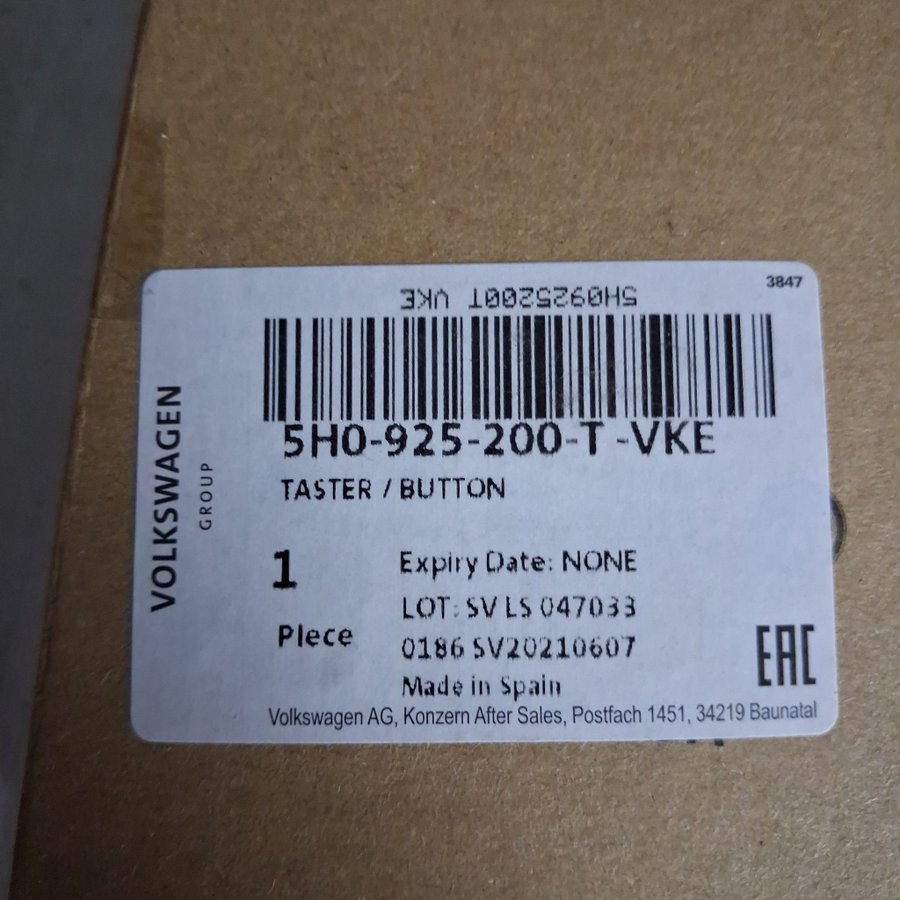 3847
5H0925200T VKE
5H0-925-200-T -VKE
TASTER / BUTTON
VOLKSWAGEN
GROUP
1
Piece
Expiry Date: NONE
LOT: SV LS 047033
0186 SV20210607
Made in Spain
EAC
Volkswagen AG, Konzern After Sales, Postfach 1451, 34219 Baunatal